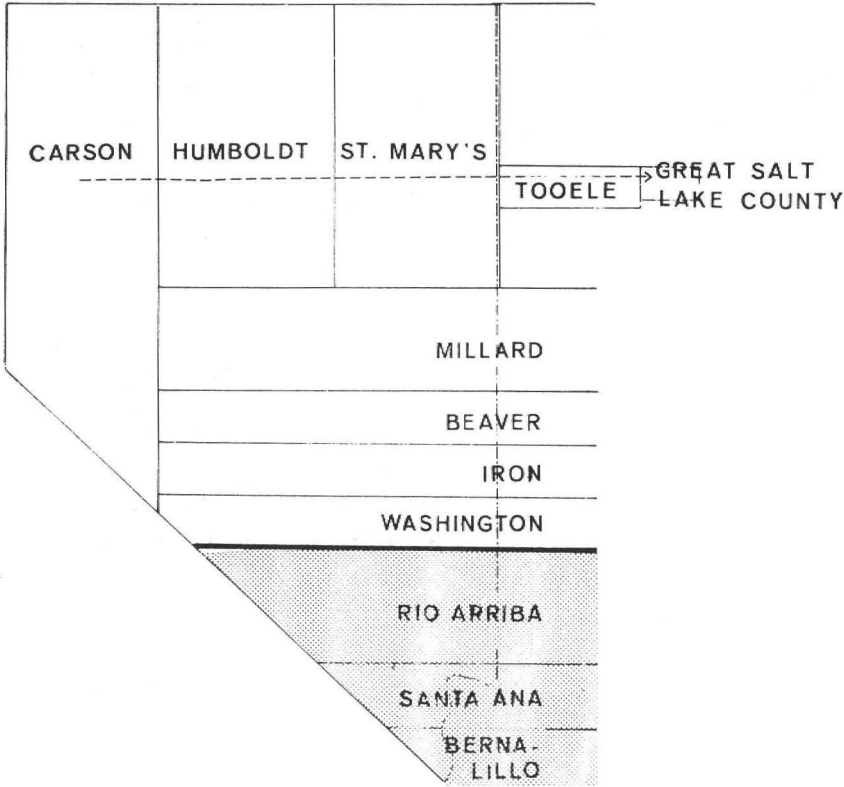 CARSON
HUMBOLDT
ST. MARY'S
TOOELE
GREAT SALT
LAKE COUNTY
MILLARD
BEAVER
IRON
WASHINGTON
RIO ARRIBA
SANTA ANA
BERNA-
LILLO